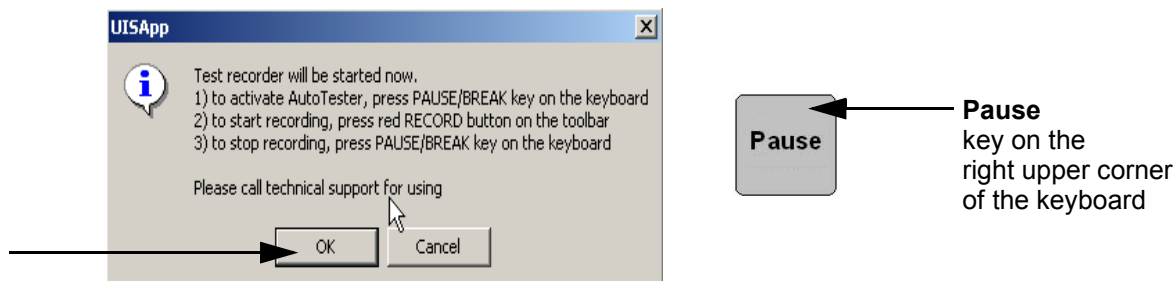 UISApp
Test recorder will be started now.
1) to activate AutoTester, press PAUSE/BREAK key on the keyboard
2) to start recording, press red RECORD button on the toolbar
3) to stop recording, press PAUSE/BREAK key on the keyboard
Please call technical support for using
OK
Cancel
Pause
Pause
key on the
right upper corner
of the keyboard